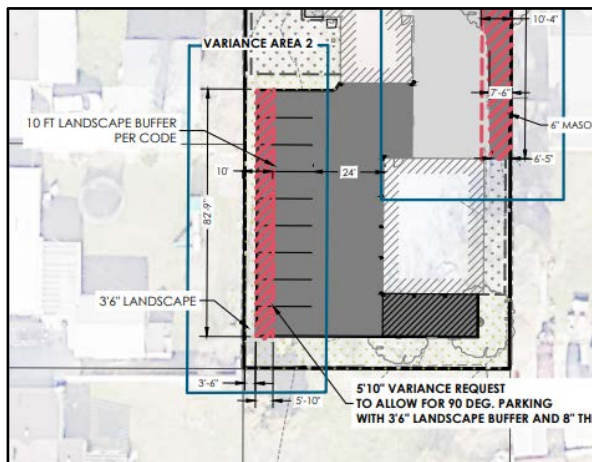 10'-4"
VARIANCE AREA 2
7'-6"
10 FT LANDSCAPE BUFFER
PER CODE
6" MASO
6'-5"
10'
24'
82'-9"
3'6" LANDSCAPE
3'-6"
5'-10"
5'10" VARIANCE REQUEST
TO ALLOW FOR 90 DEG. PARKING
WITH 3'6" LANDSCAPE BUFFER AND 8" TH